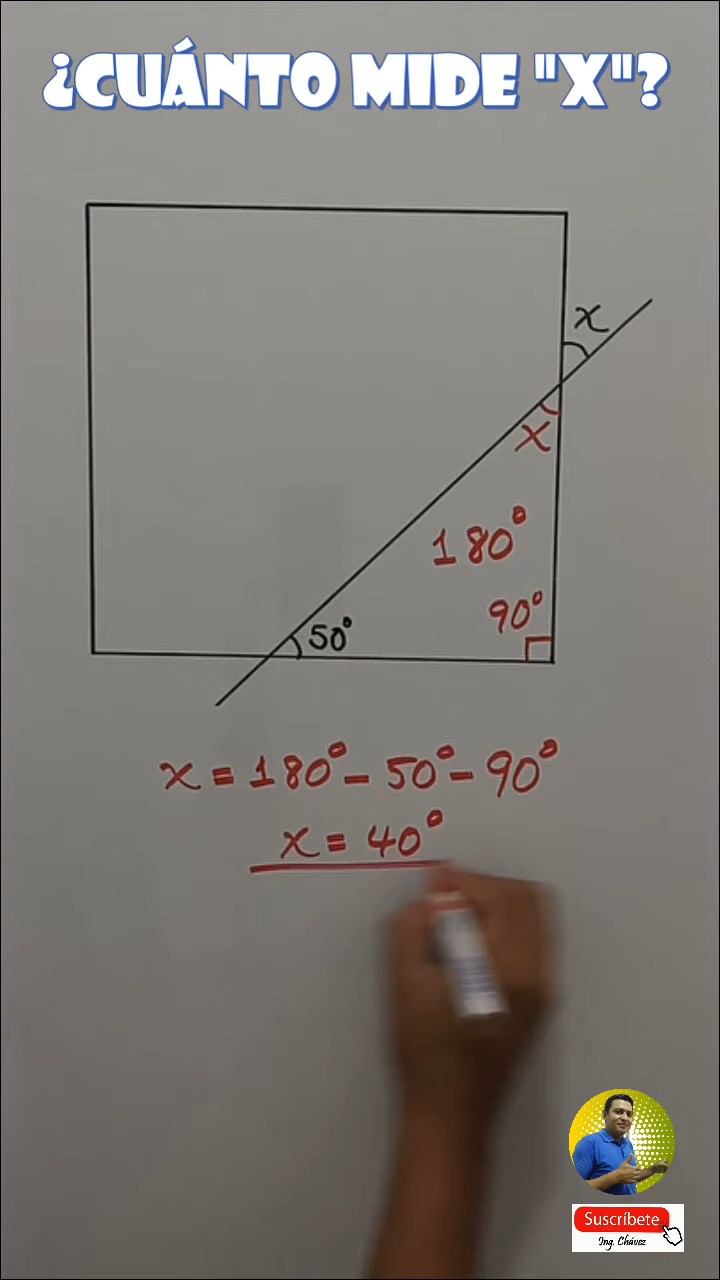 ¿CUÁNTO MIDE "X"?
x
x
180°
90°
50°
x = 180° - 50° - 90°
x = 40°
Suscríbete
Ing. Chávez